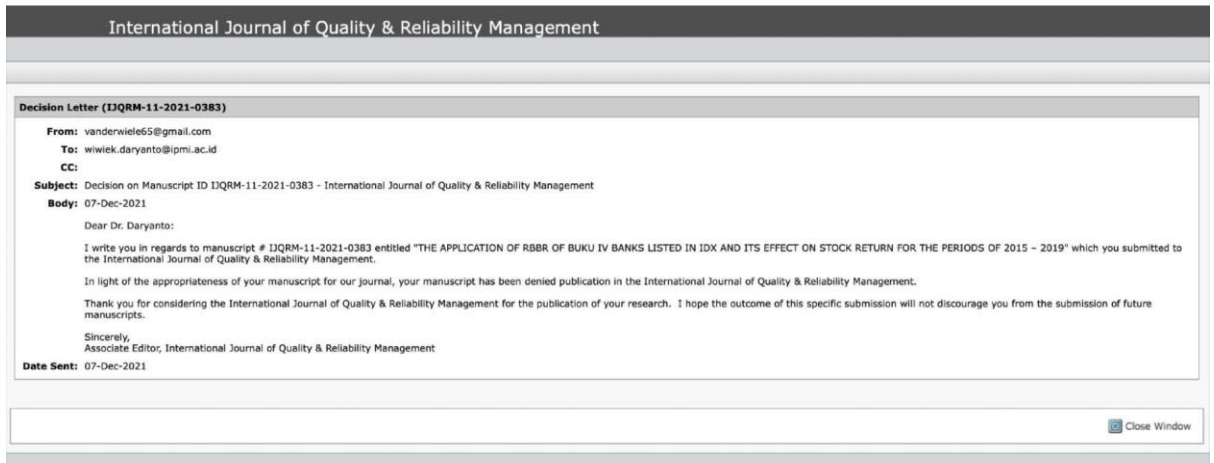 International Journal of Quality & Reliability Management
Decision Letter (IJQRM-11-2021-0383)
From: vanderwiele65@gmail.com
To: wiwiek.daryanto@ipmi.ac.id
CC:
Subject: Decision on Manuscript ID IJQRM-11-2021-0383 - International Journal of Quality & Reliability Management
Body: 07-Dec-2021
Dear Dr. Daryanto:
I write you in regards to manuscript # IJQRM-11-2021-0383 entitled "THE APPLICATION OF RBBR OF BUKU IV BANKS LISTED IN IDX AND ITS EFFECT ON STOCK RETURN FOR THE PERIODS OF 2015 – 2019" which you submitted to
the International Journal of Quality & Reliability Management.
In light of the appropriateness of your manuscript for our journal, your manuscript has been denied publication in the International Journal of Quality & Reliability Management.
Thank you for considering the International Journal of Quality & Reliability Management for the publication of your research.  I hope the outcome of this specific submission will not discourage you from the submission of future
manuscripts.
Sincerely,
Associate Editor, International Journal of Quality & Reliability Management
Date Sent: 07-Dec-2021
Close Window